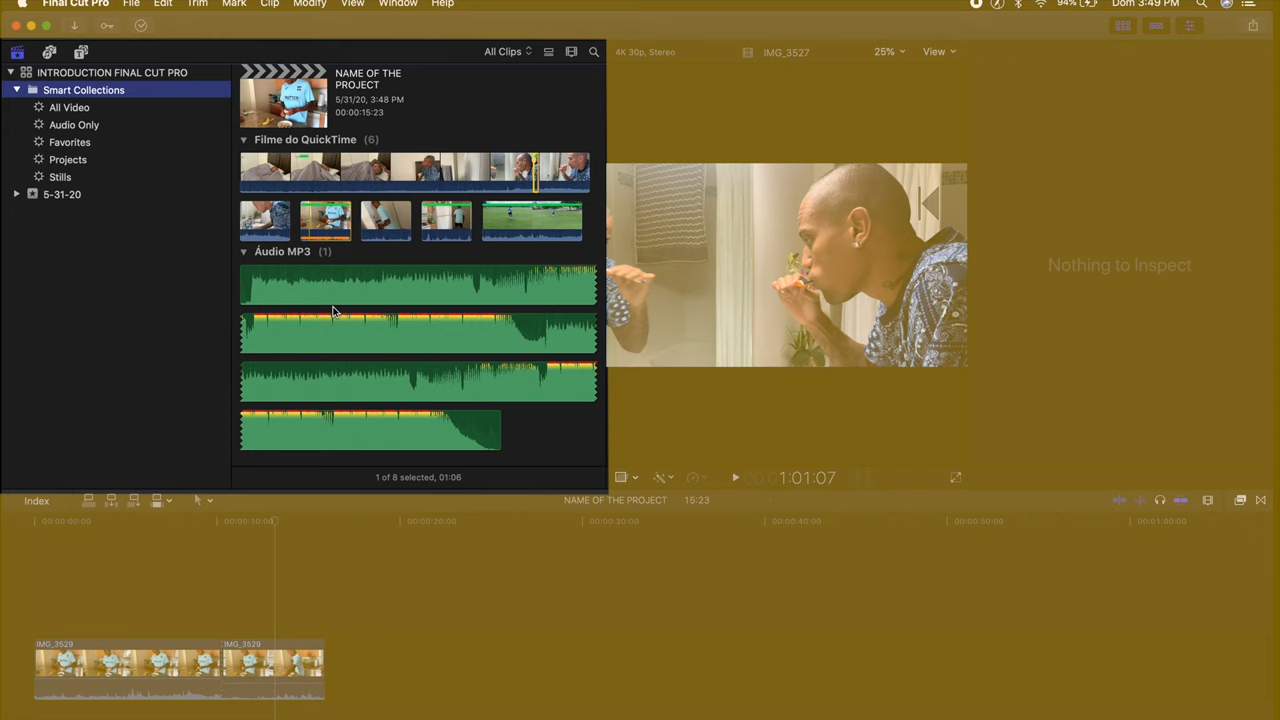 Final Cut Pro File Edit Trim Mark Clip Modify View Window Help 94% Dom 3:49 PM
All Clips
4K 30p, Stereo IMG_3527 25% View
INTRODUCTION FINAL CUT PRO
Smart Collections
All Video
Audio Only
Favorites
Projects
Stills
5-31-20
NAME OF THE
PROJECT
5/31/20, 3:48 PM
00:00:15:23
Filme do QuickTime (6)
Áudio MP3 (1)
1 of 8 selected, 01:06
1:01:07
Nothing to Inspect
Index NAME OF THE PROJECT 15:23
00:00:00:00 00:00:10:00 00:00:20:00 00:00:30:00 00:00:40:00 00:00:50:00 00:01:00:00
IMG_3529 IMG_3529